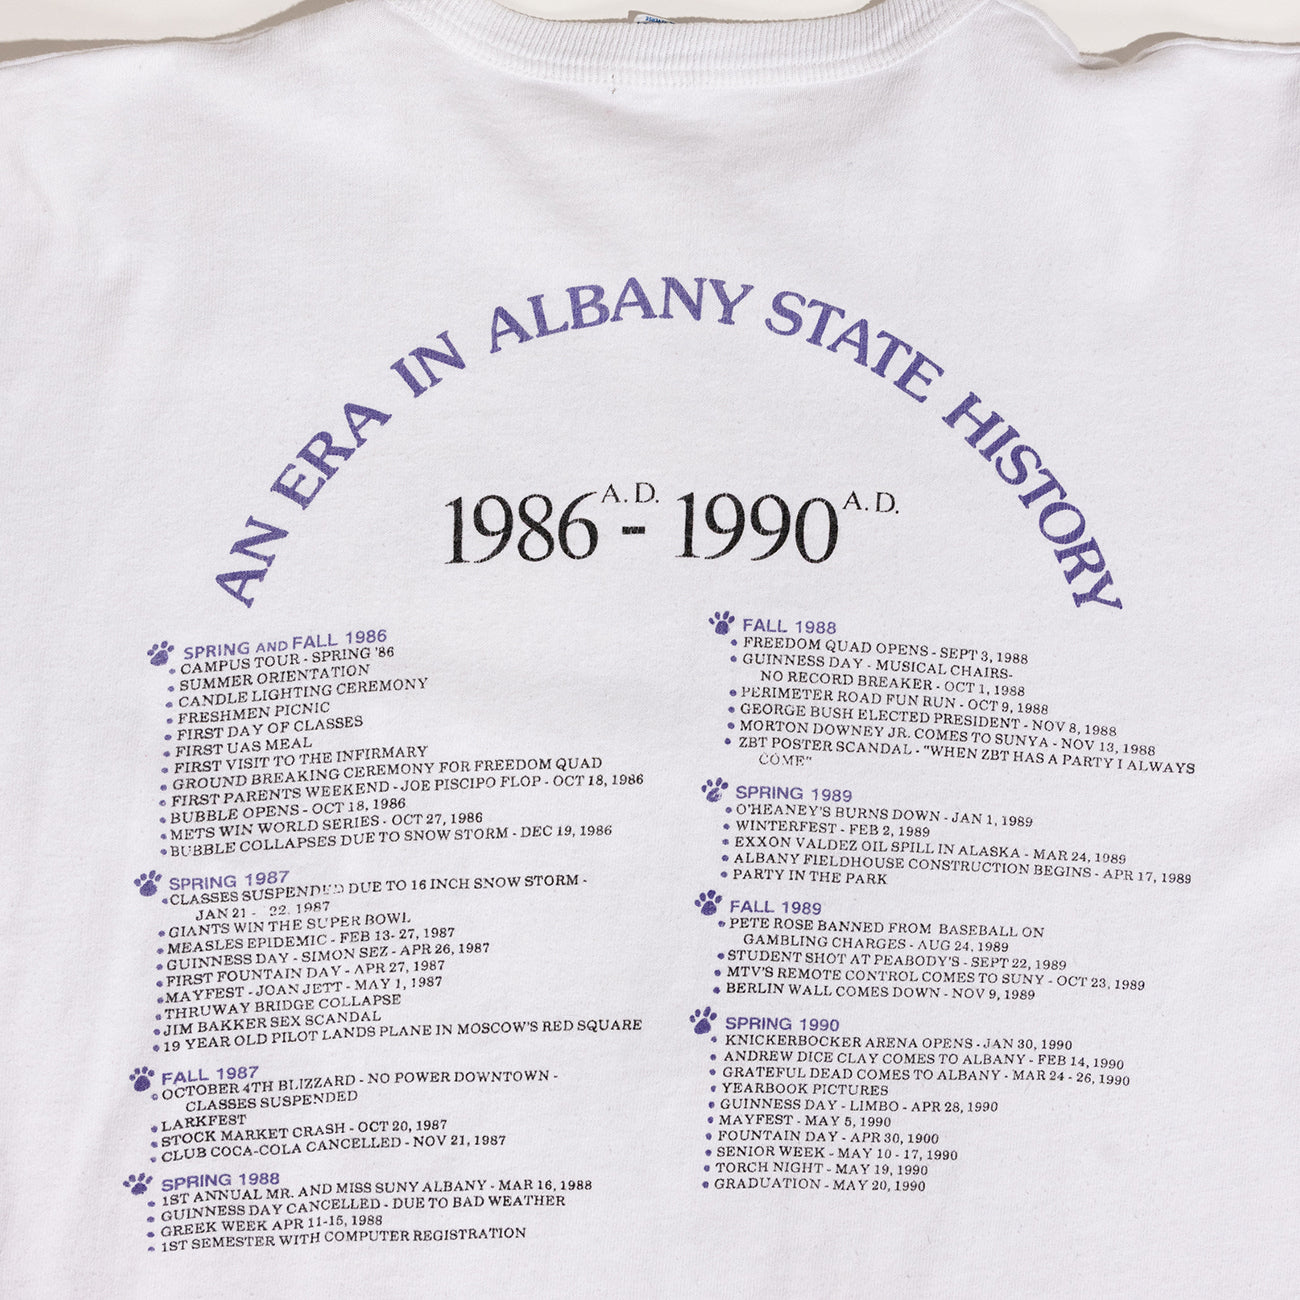 AN ERA IN ALBANY STATE HISTORY
1986 A.D. - 1990 A.D.
SPRING AND FALL 1986
• CAMPUS TOUR - SPRING '86
• SUMMER ORIENTATION
• CANDLE LIGHTING CEREMONY
• FRESHMEN PICNIC
• FIRST DAY OF CLASSES
• FIRST UAS MEAL
• FIRST VISIT TO THE INFIRMARY
• GROUND BREAKING CEREMONY FOR FREEDOM QUAD
• FIRST PARENTS WEEKEND - JOE PISCIPO FLOP - OCT 18, 1986
• BUBBLE OPENS - OCT 18, 1986
• METS WIN WORLD SERIES - OCT 27, 1986
• BUBBLE COLLAPSES DUE TO SNOW STORM - DEC 19, 1986
SPRING 1987
• CLASSES SUSPENDED DUE TO 16 INCH SNOW STORM -
JAN 21 - 22, 1987
• GIANTS WIN THE SUPER BOWL
• MEASLES EPIDEMIC - FEB 13- 27, 1987
• GUINNESS DAY - SIMON SEZ - APR 26, 1987
• FIRST FOUNTAIN DAY - APR 27, 1987
• MAYFEST - JOAN JETT - MAY 1, 1987
• THRUWAY BRIDGE COLLAPSE
• JIM BAKKER SEX SCANDAL
• 19 YEAR OLD PILOT LANDS PLANE IN MOSCOW'S RED SQUARE
FALL 1987
• OCTOBER 4TH BLIZZARD - NO POWER DOWNTOWN -
CLASSES SUSPENDED
• LARKFEST
• STOCK MARKET CRASH - OCT 20, 1987
• CLUB COCA-COLA CANCELLED - NOV 21, 1987
SPRING 1988
• 1ST ANNUAL MR. AND MISS SUNY ALBANY - MAR 16, 1988
• GUINNESS DAY CANCELLED - DUE TO BAD WEATHER
• GREEK WEEK APR 11-15, 1988
• 1ST SEMESTER WITH COMPUTER REGISTRATION
FALL 1988
• FREEDOM QUAD OPENS - SEPT 3, 1988
• GUINNESS DAY - MUSICAL CHAIRS-
NO RECORD BREAKER - OCT 1, 1988
• PERIMETER ROAD FUN RUN - OCT 9, 1988
• GEORGE BUSH ELECTED PRESIDENT - NOV 8, 1988
• MORTON DOWNEY JR. COMES TO SUNYA - NOV 13, 1988
• ZBT POSTER SCANDAL - "WHEN ZBT HAS A PARTY I ALWAYS
COME"
SPRING 1989
• O'HEANEY'S BURNS DOWN - JAN 1, 1989
• WINTERFEST - FEB 2, 1989
• EXXON VALDEZ OIL SPILL IN ALASKA - MAR 24, 1989
• ALBANY FIELDHOUSE CONSTRUCTION BEGINS - APR 17, 1989
• PARTY IN THE PARK
FALL 1989
• PETE ROSE BANNED FROM BASEBALL ON
GAMBLING CHARGES - AUG 24, 1989
• STUDENT SHOT AT PEABODY'S - SEPT 22, 1989
• MTV'S REMOTE CONTROL COMES TO SUNY - OCT 23, 1989
• BERLIN WALL COMES DOWN - NOV 9, 1989
SPRING 1990
• KNICKERBOCKER ARENA OPENS - JAN 30, 1990
• ANDREW DICE CLAY COMES TO ALBANY - FEB 14, 1990
• GRATEFUL DEAD COMES TO ALBANY - MAR 24 - 26, 1990
• YEARBOOK PICTURES
• GUINNESS DAY - LIMBO - APR 28, 1990
• MAYFEST - MAY 5, 1990
• FOUNTAIN DAY - APR 30, 1900
• SENIOR WEEK - MAY 10 - 17, 1990
• TORCH NIGHT - MAY 19, 1990
• GRADUATION - MAY 20, 1990